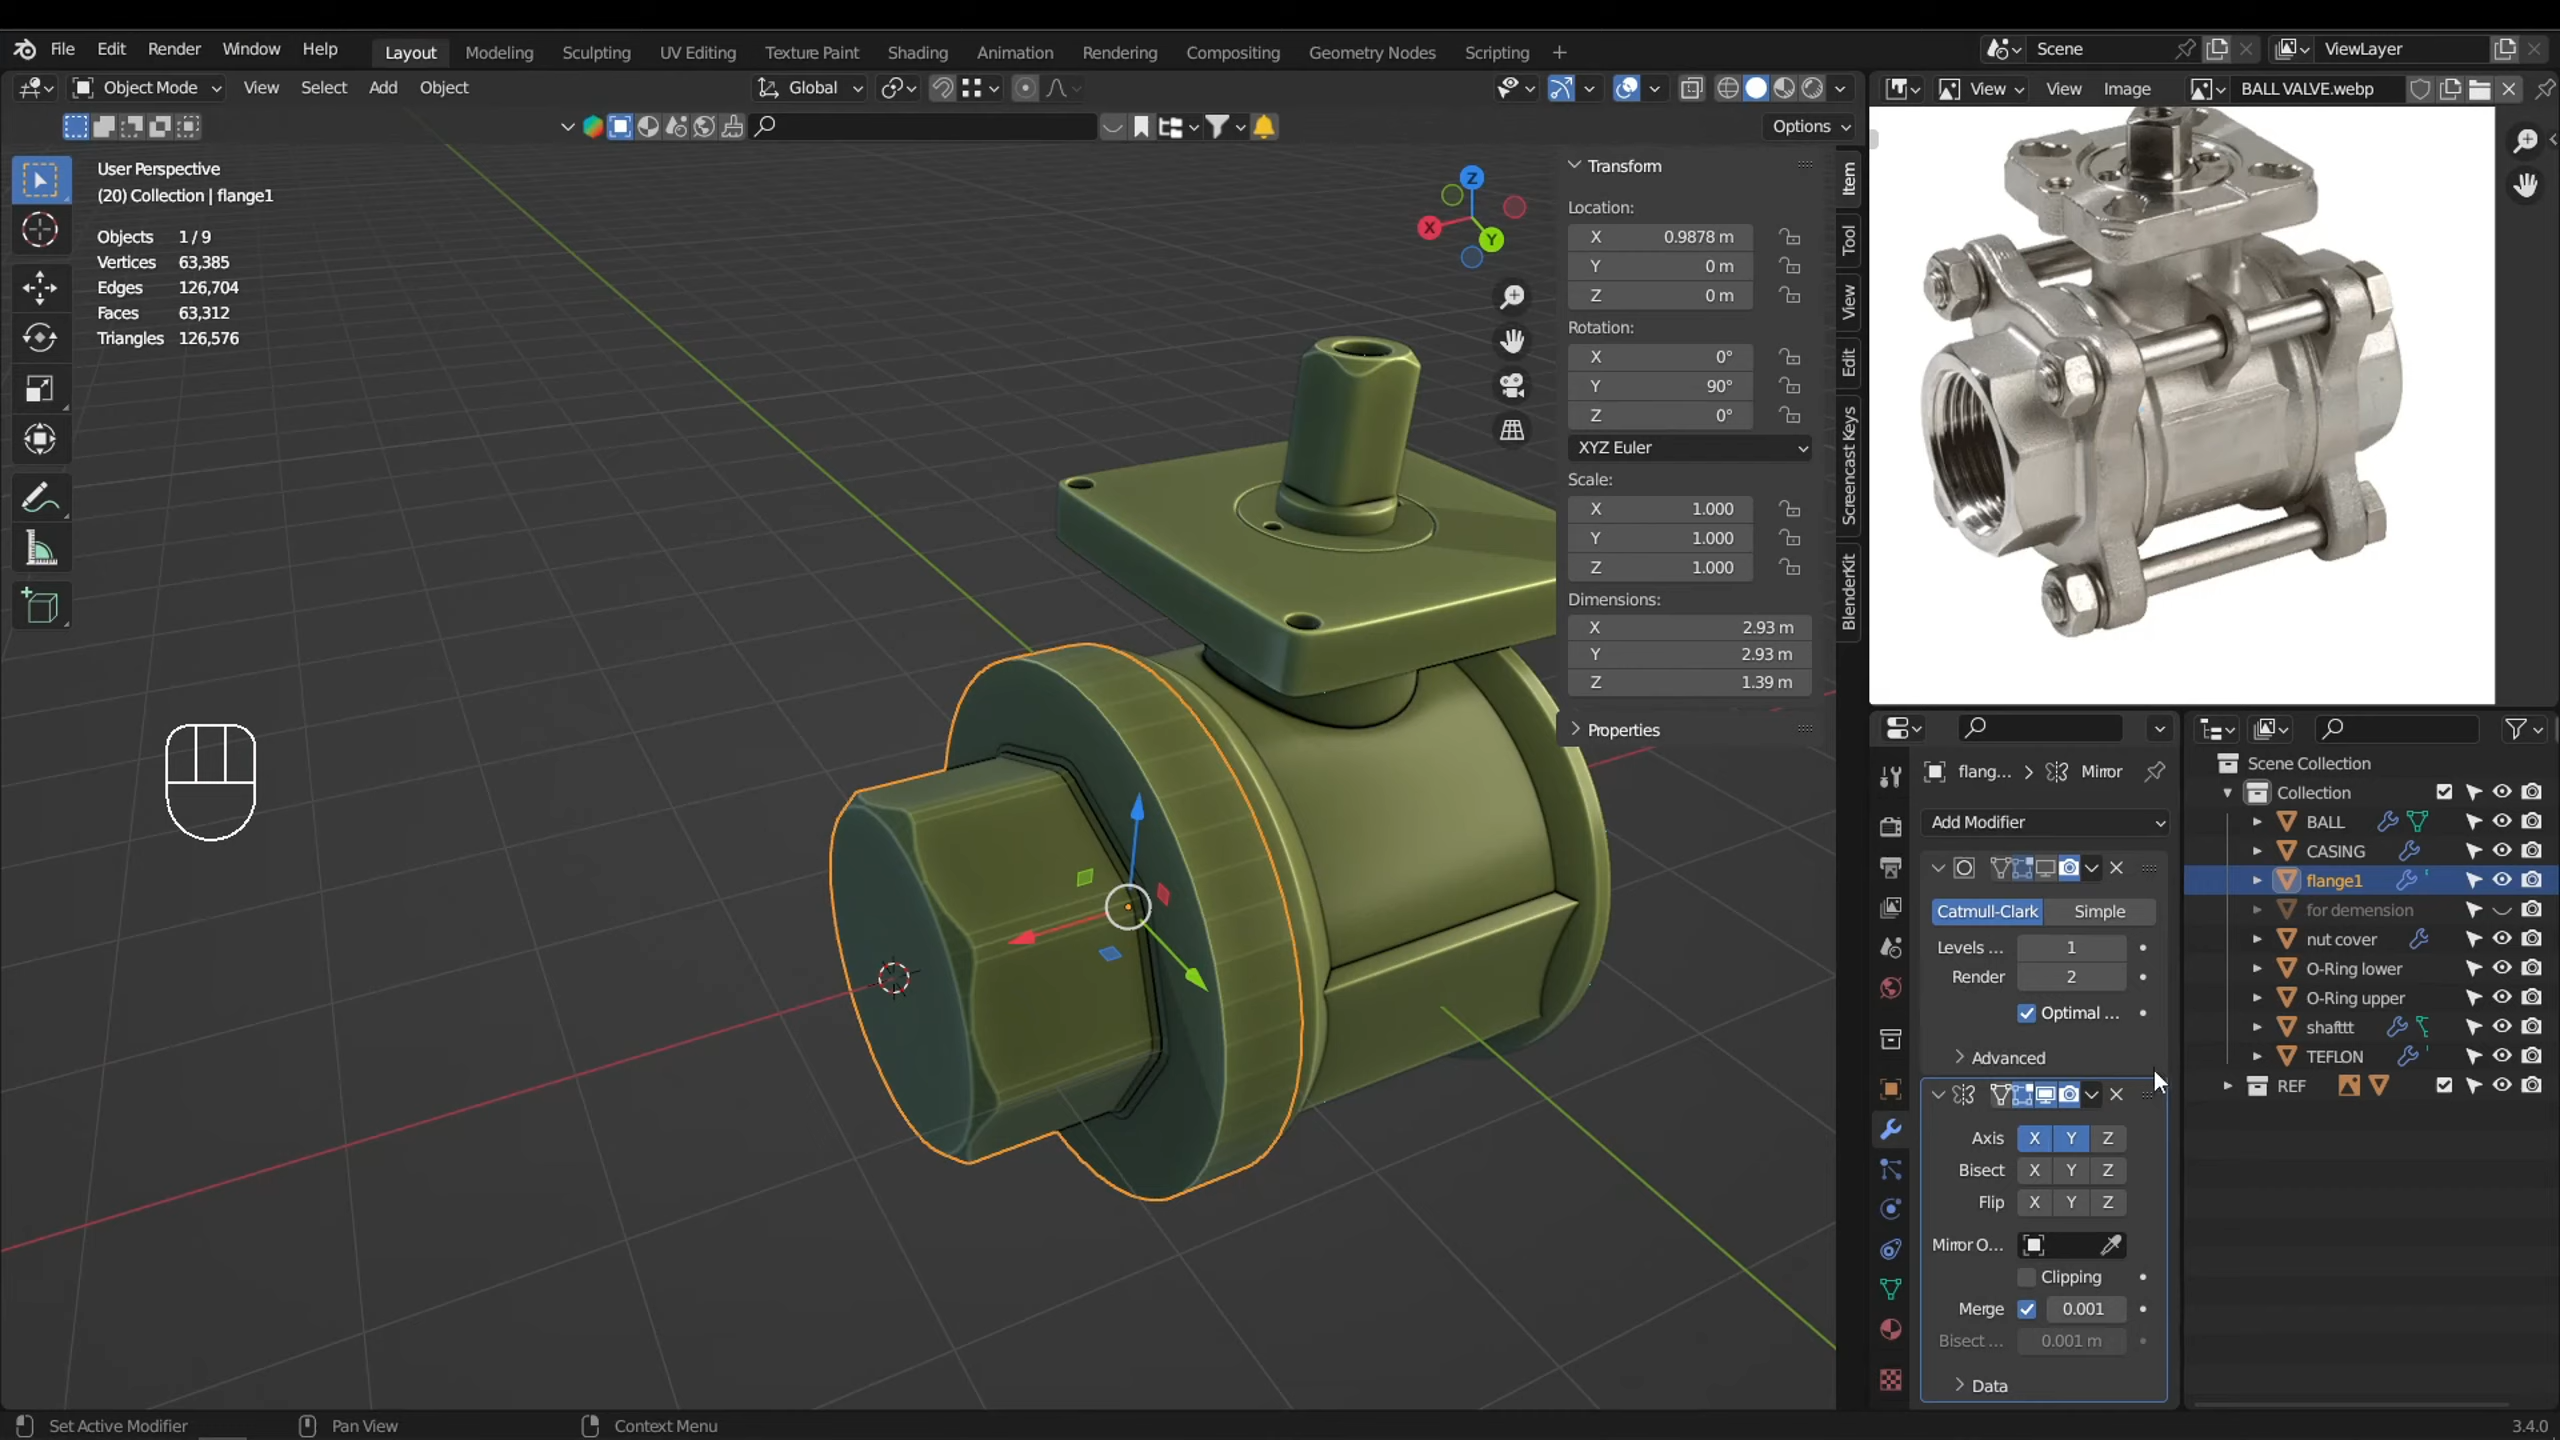 File Edit Render Window Help Layout Modeling Sculpting UV Editing Texture Paint Shading Animation Rendering Compositing Geometry Nodes Scripting + Scene ViewLayer
Object Mode View Select Add Object Global View View Image BALL VALVE.webp
Options
User Perspective
(20) Collection | flange1
Objects 1 / 9
Vertices 63,385
Edges 126,704
Faces 63,312
Triangles 126,576
Z
X
Y
Transform
Location:
X 0.9878 m
Y 0 m
Z 0 m
Rotation:
X 0°
Y 90°
Z 0°
XYZ Euler
Scale:
X 1.000
Y 1.000
Z 1.000
Dimensions:
X 2.93 m
Y 2.93 m
Z 1.39 m
Properties
Item
Tool
View
Edit
Screencast Keys
BlenderKit
flang... > Mirror
Add Modifier
Catmull-Clark Simple
Levels ... 1
Render 2
Optimal ...
Advanced
Axis X Y Z
Bisect X Y Z
Flip X Y Z
Mirror O...
Clipping
Merge 0.001
Bisect ... 0.001 m
Data
Scene Collection
Collection
BALL
CASING
flange1
for demension
nut cover
O-Ring lower
O-Ring upper
shafttt
TEFLON
REF
Set Active Modifier Pan View Context Menu 3.4.0